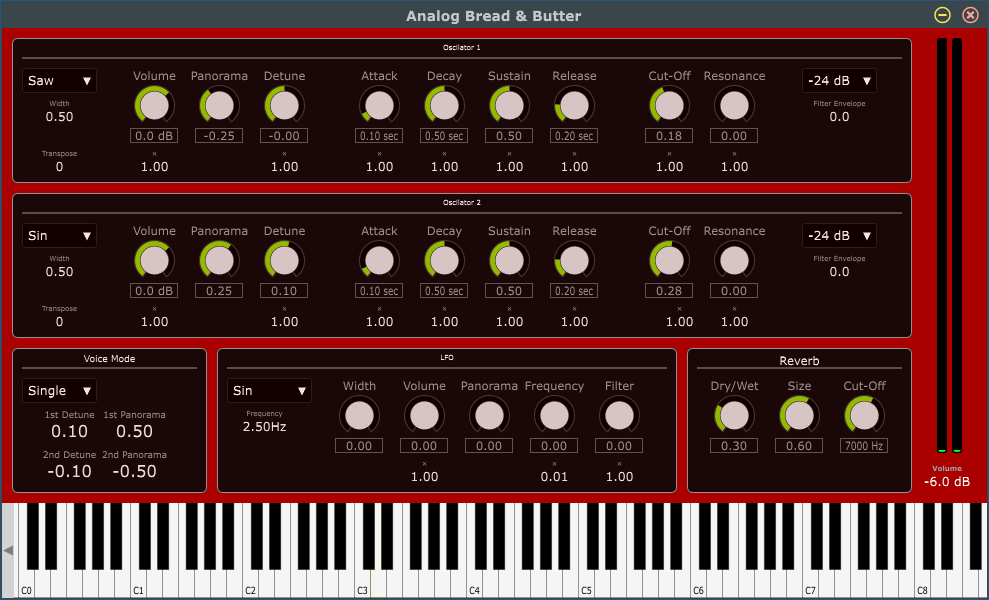 Analog Bread & Butter
Oscilator 1
Saw ▼ Volume Panorama Detune Attack Decay Sustain Release Cut-Off Resonance -24 dB ▼
Width Filter Envelope
0.50 0.0
0.0 dB -0.25 -0.00 0.10 sec 0.50 sec 0.50 0.20 sec 0.18 0.00
Transpose × × × × × × × ×
0 1.00 1.00 1.00 1.00 1.00 1.00 1.00 1.00
Oscilator 2
Sin ▼ Volume Panorama Detune Attack Decay Sustain Release Cut-Off Resonance -24 dB ▼
Width Filter Envelope
0.50 0.0
0.0 dB 0.25 0.10 0.10 sec 0.50 sec 0.50 0.20 sec 0.28 0.00
Transpose × × × × × × × ×
0 1.00 1.00 1.00 1.00 1.00 1.00 1.00 1.00
Voice Mode
Single ▼
1st Detune 1st Panorama
0.10 0.50
2nd Detune 2nd Panorama
-0.10 -0.50
LFO
Sin ▼ Width Volume Panorama Frequency Filter
Frequency
2.50Hz
0.00 0.00 0.00 0.00 0.00
× × ×
1.00 0.01 1.00
Reverb
Dry/Wet Size Cut-Off
0.30 0.60 7000 Hz
Volume
-6.0 dB
C0 C1 C2 C3 C4 C5 C6 C7 C8